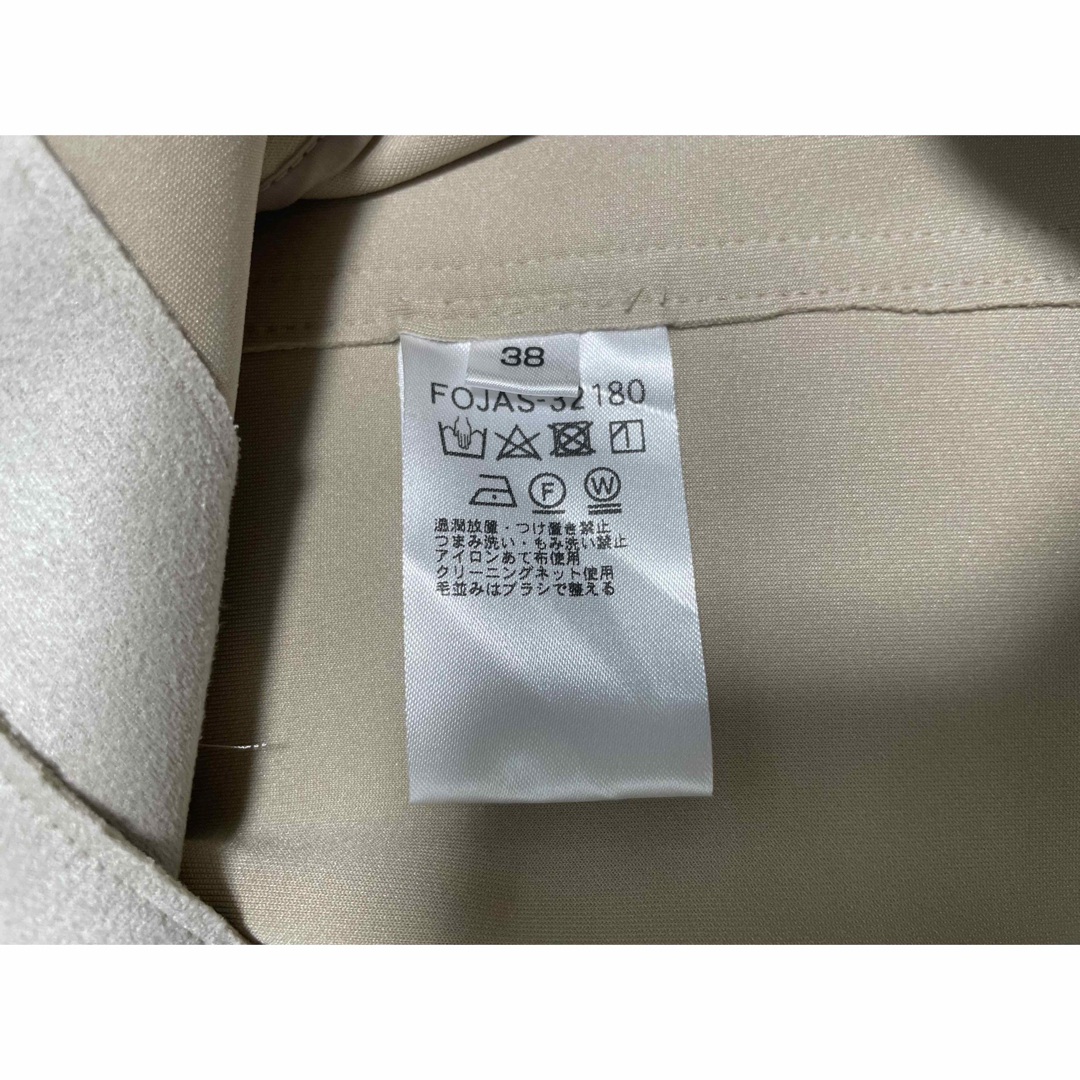 38
FOJAS-32180
F W
湿潤放置・つけ置き禁止
つまみ洗い・もみ洗い禁止
アイロンあて布使用
クリーニングネット使用
毛並みはブラシで整える